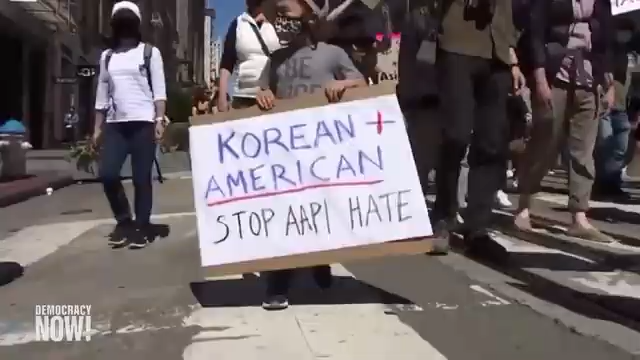 KOREAN +
AMERICAN
STOP AAPI HATE
DEMOCRACY
NOW!